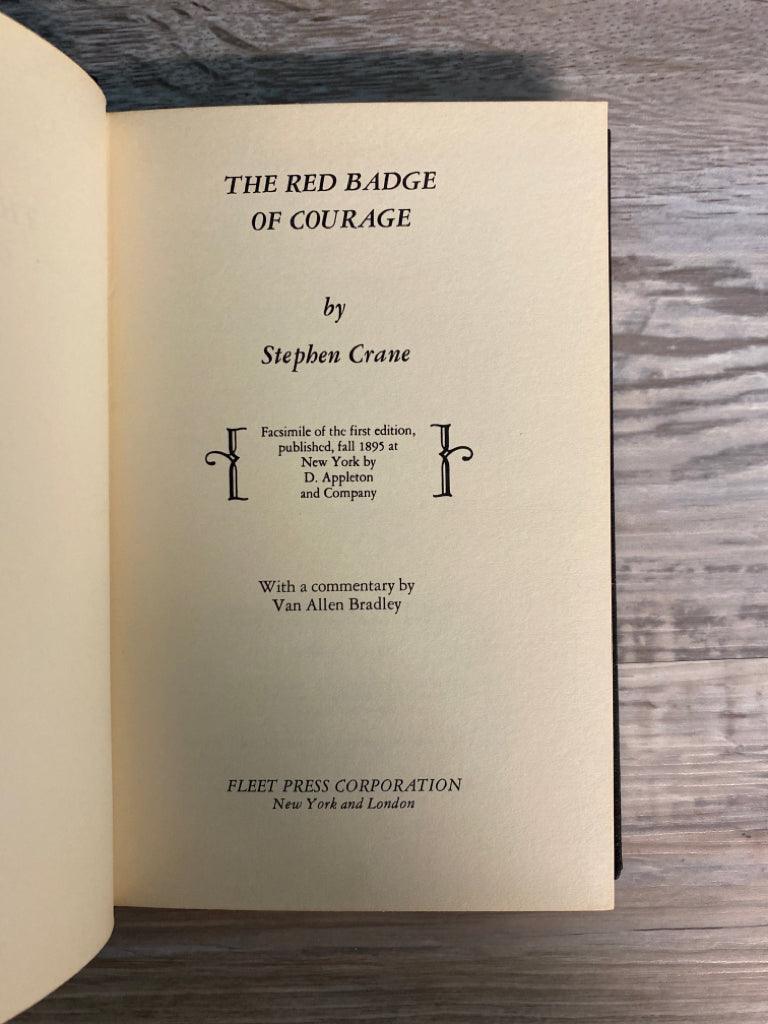 THE RED BADGE
OF COURAGE
by
Stephen Crane
Facsimile of the first edition,
published, fall 1895 at
New York by
D. Appleton
and Company
With a commentary by
Van Allen Bradley
FLEET PRESS CORPORATION
New York and London